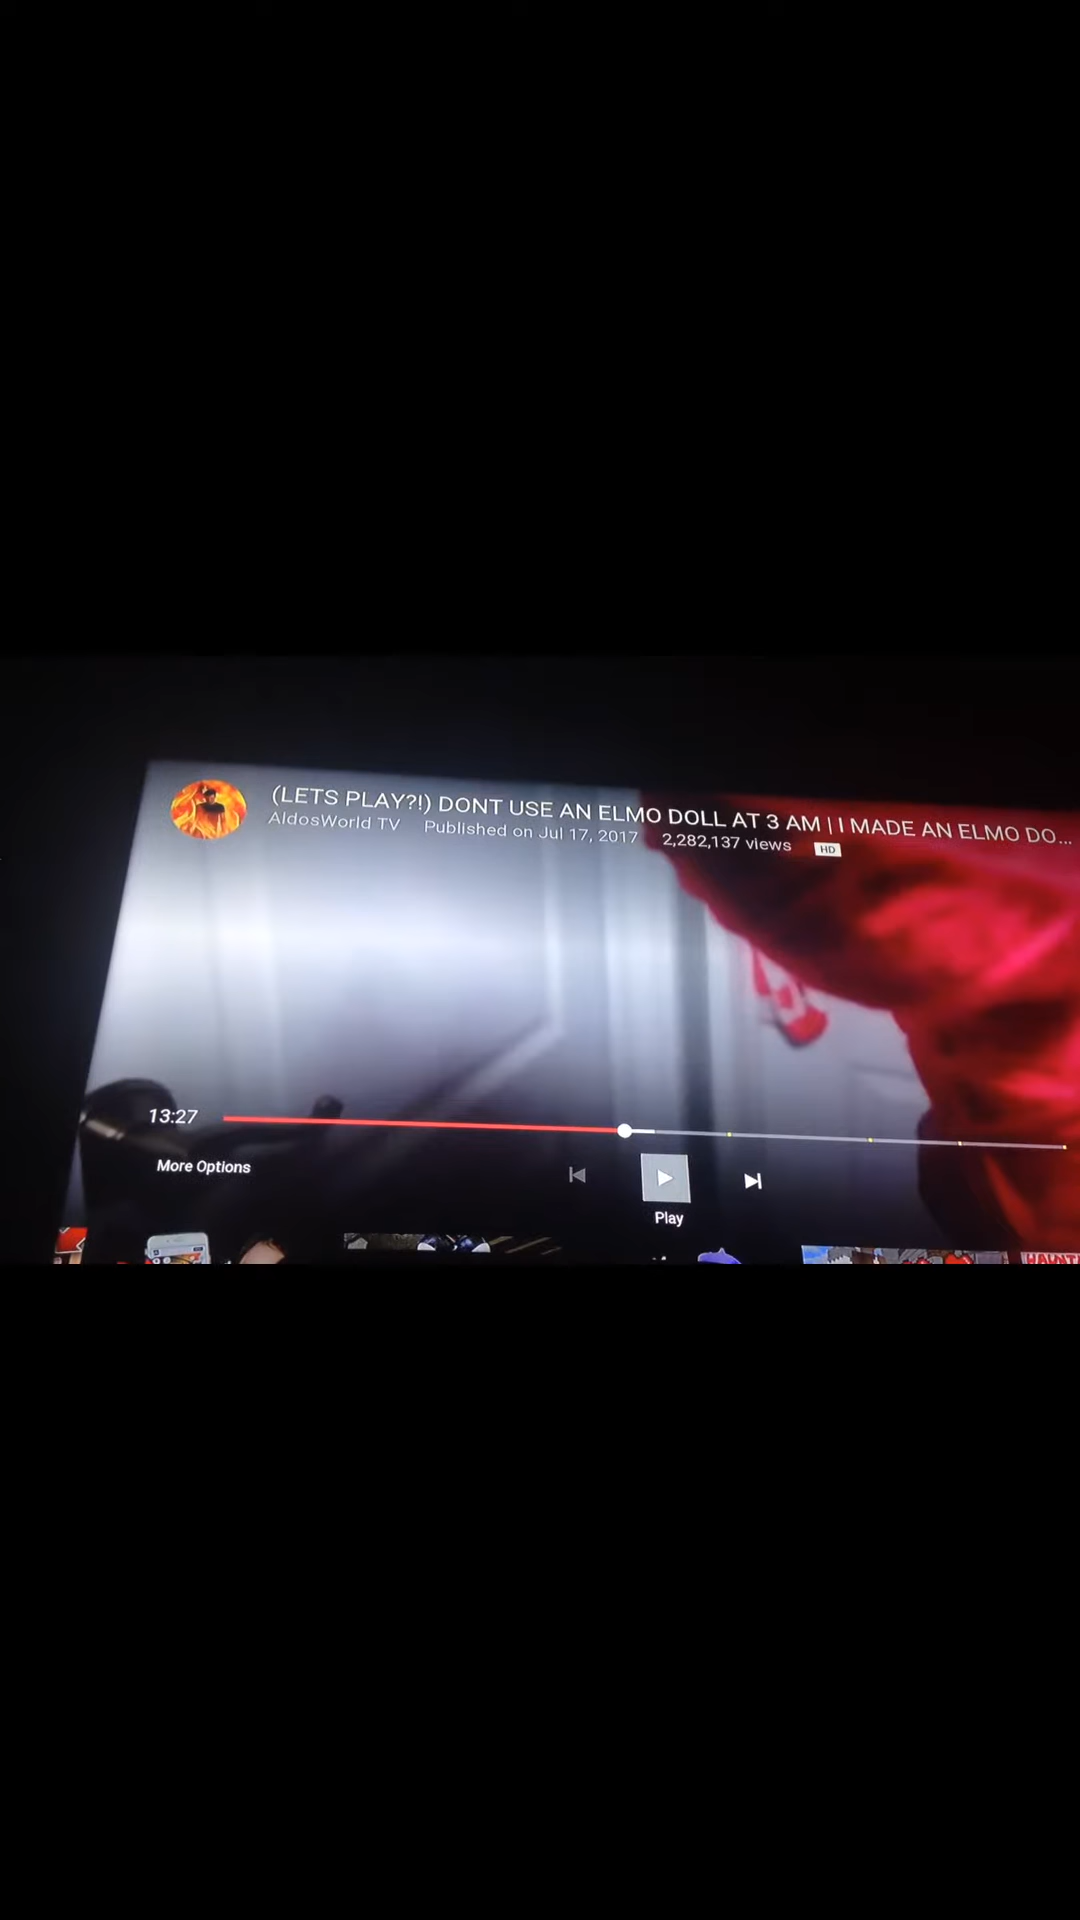 (LETS PLAY?!) DONT USE AN ELMO DOLL AT 3 AM | I MADE AN ELMO DO...
AldosWorld TV Published on Jul 17, 2017 2,282,137 views HD
13:27
More Options
Play